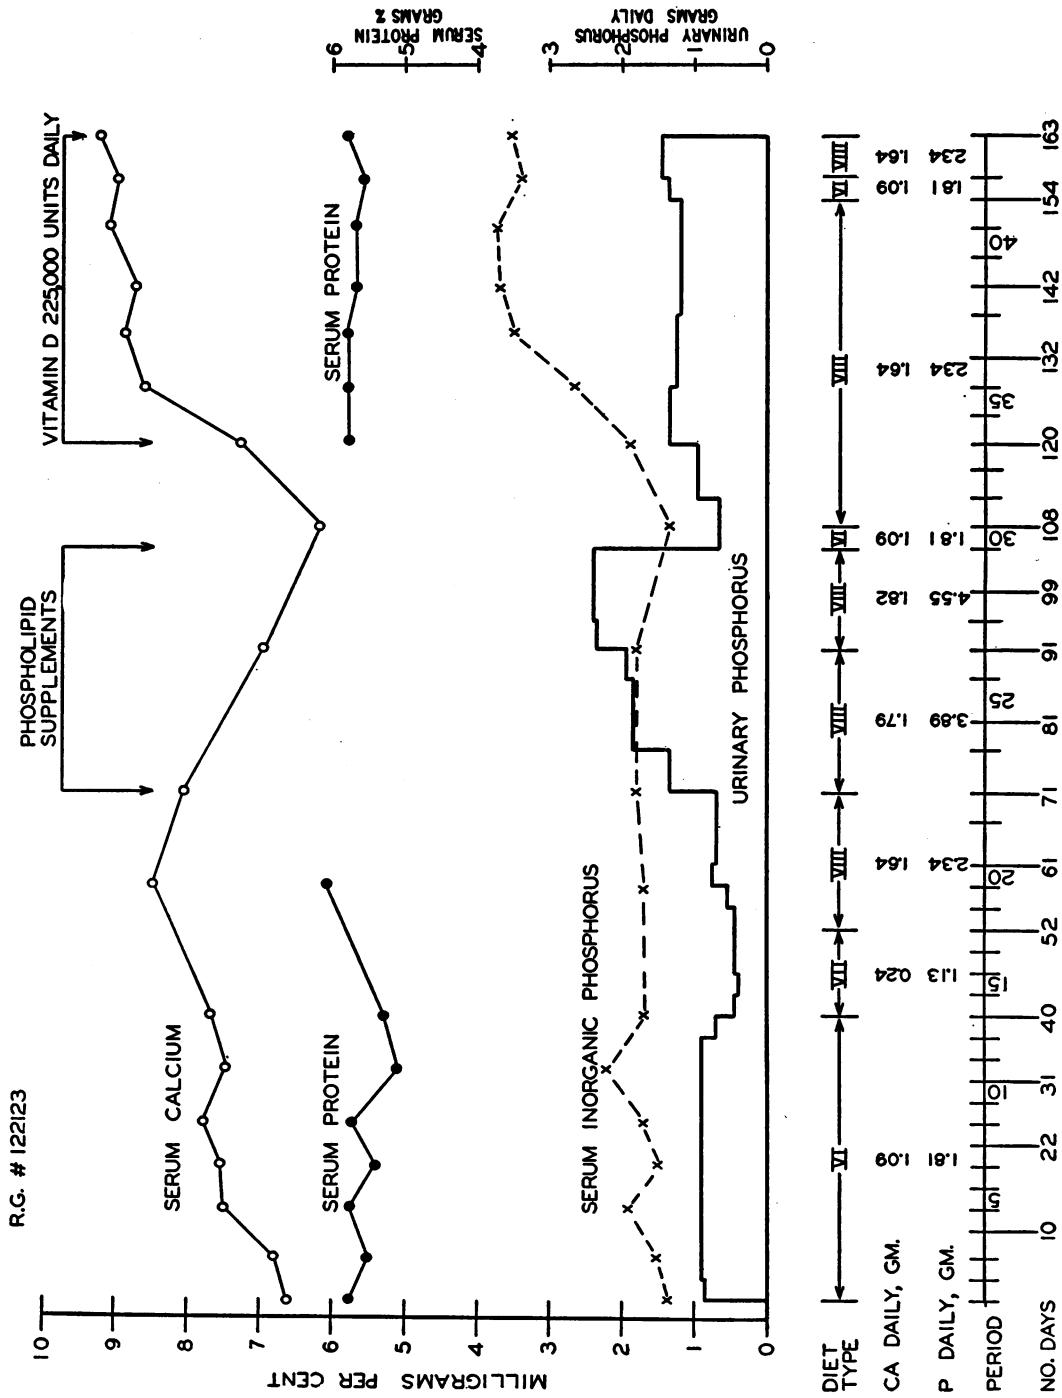 R.G. # 122123
PHOSPHOLIPID
SUPPLEMENTS
VITAMIN D 225,000 UNITS DAILY
10
9
8
7
6
5
4
3
2
1
0
MILLIGRAMS PER CENT
SERUM CALCIUM
SERUM PROTEIN
SERUM PROTEIN
SERUM INORGANIC PHOSPHORUS
URINARY PHOSPHORUS
6
5
4
SERUM PROTEIN
GRAMS %
3
2
1
0
URINARY PHOSPHORUS
GRAMS DAILY
DIET
TYPE
VI VII VIII VIII VIII VI VIII VI VIII
CA DAILY, GM. 1.09 0.24 1.64 1.79 1.82 1.09 1.64 1.09 1.64
P DAILY, GM. 1.81 1.13 2.34 3.89 4.55 1.81 2.34 1.81 2.34
PERIOD 5 10 15 20 25 30 35 40
NO. DAYS 10 22 31 40 52 61 71 81 91 99 108 120 132 142 154 163